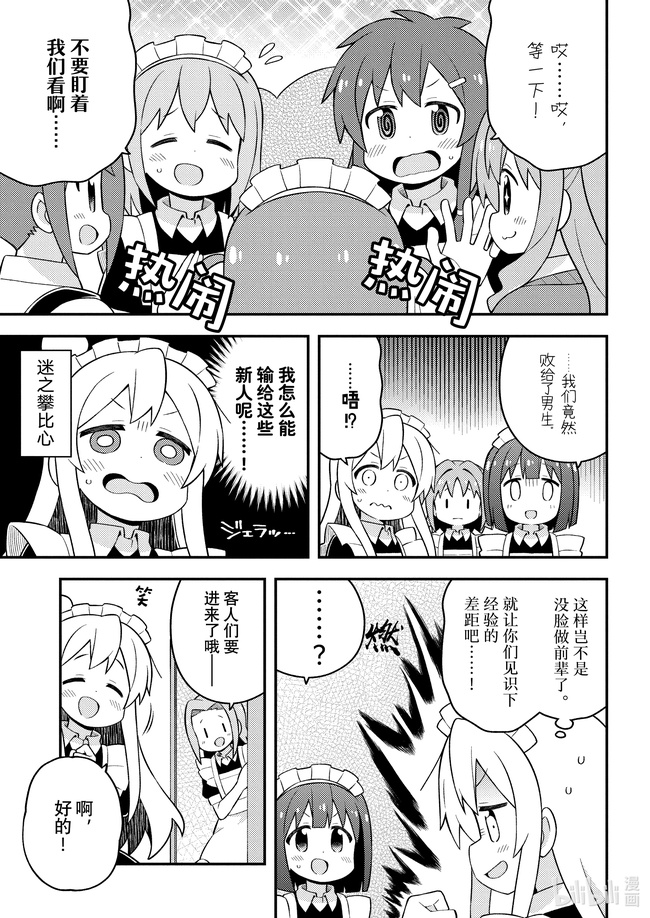 哎……哎，
等一下！
不要盯着
我们看啊
……
热闹
热闹
……我们竟然
败给了男生。
……唔!?
我怎么能
输给这些
新人呢……！
迷之攀比心
ジェラッ…
这样岂不是
没脸做前辈了。
就让你们见识下
经验的
差距吧……！
……？
燃
客人们要
进来了哦——
笑
啊，
好的！
bilibili
漫画